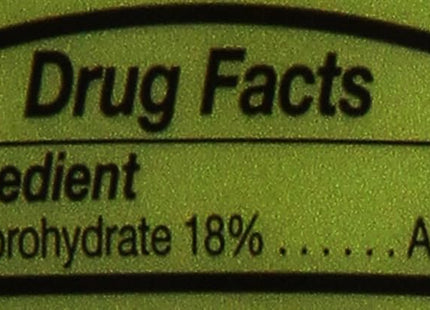 Drug Facts
edient
orohydrate 18% . . . . . . A